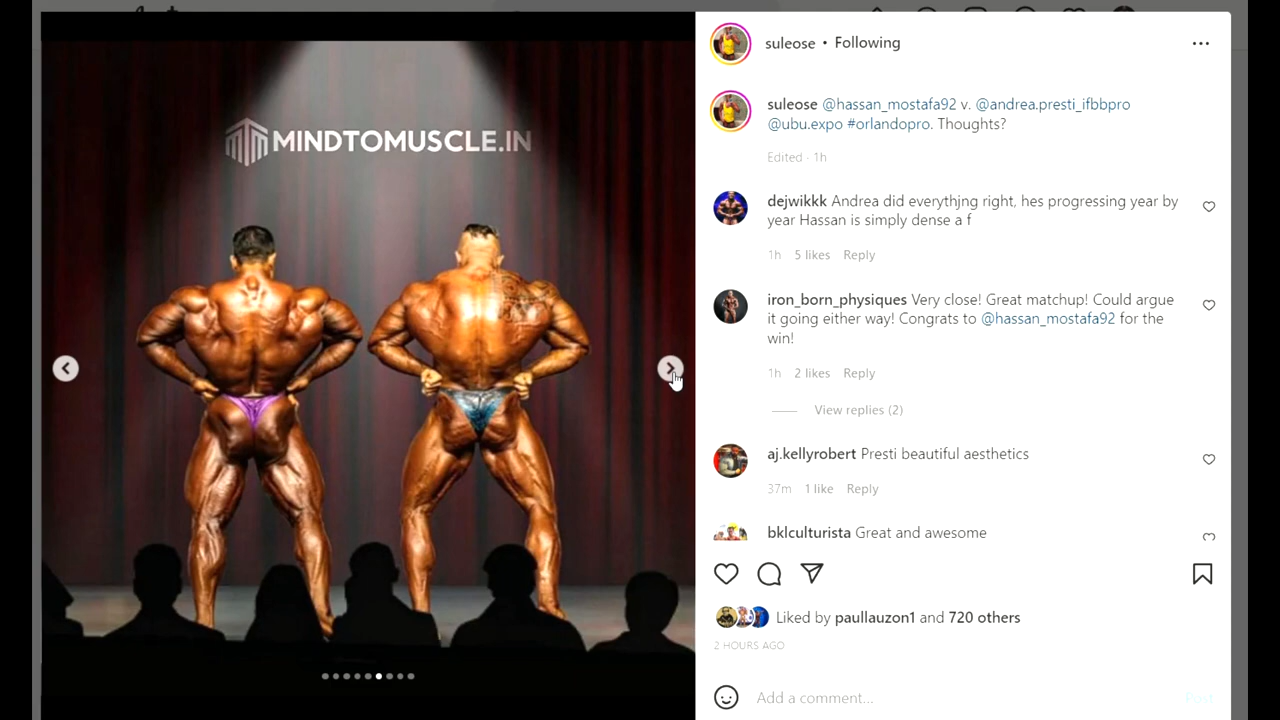 MINDTOMUSCLE.IN
suleose • Following
suleose @hassan_mostafa92 v. @andrea.presti_ifbbpro
@ubu.expo #orlandopro. Thoughts?
Edited · 1h
dejwikkk Andrea did everythjng right, hes progressing year by
year Hassan is simply dense a f
1h 5 likes Reply
iron_born_physiques Very close! Great matchup! Could argue
it going either way! Congrats to @hassan_mostafa92 for the
win!
1h 2 likes Reply
View replies (2)
aj.kellyrobert Presti beautiful aesthetics
37m 1 like Reply
bklculturista Great and awesome
Liked by paullauzon1 and 720 others
2 HOURS AGO
Add a comment...
Post